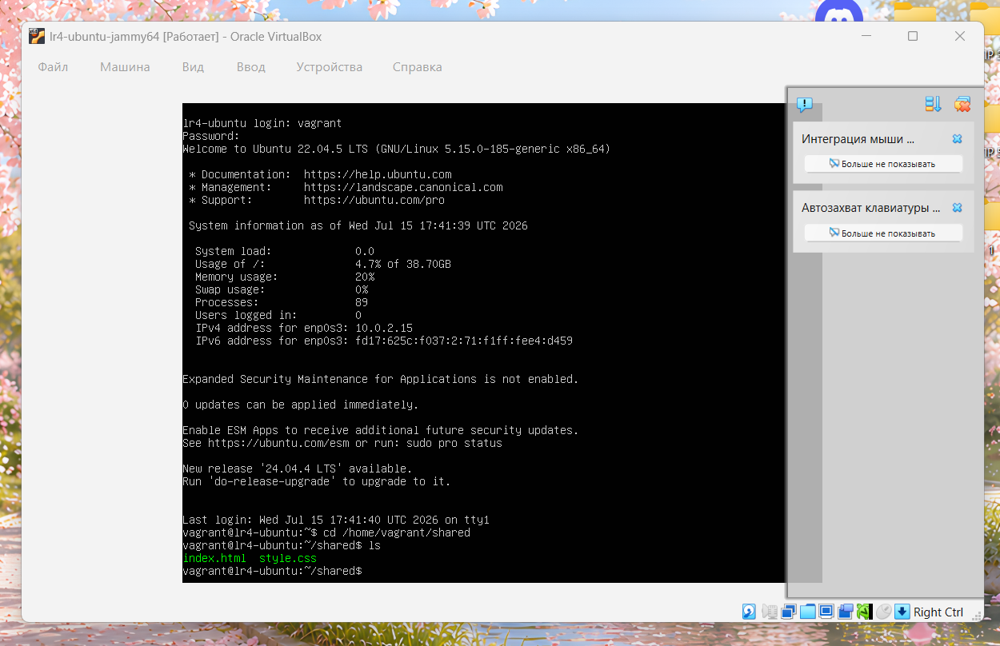 lr4-ubuntu-jammy64 [Работает] - Oracle VirtualBox
Файл Машина Вид Ввод Устройства Справка
lr4-ubuntu login: vagrant
Password:
Welcome to Ubuntu 22.04.5 LTS (GNU/Linux 5.15.0-185-generic x86_64)
* Documentation: https://help.ubuntu.com
* Management: https://landscape.canonical.com
* Support: https://ubuntu.com/pro
System information as of Wed Jul 15 17:41:39 UTC 2026
System load: 0.0
Usage of /: 4.7% of 38.70GB
Memory usage: 20%
Swap usage: 0%
Processes: 89
Users logged in: 0
IPv4 address for enp0s3: 10.0.2.15
IPv6 address for enp0s3: fd17:625c:f037:2:71:f1ff:fee4:d459
Expanded Security Maintenance for Applications is not enabled.
0 updates can be applied immediately.
Enable ESM Apps to receive additional future security updates.
See https://ubuntu.com/esm or run: sudo pro status
New release '24.04.4 LTS' available.
Run 'do-release-upgrade' to upgrade to it.
Last login: Wed Jul 15 17:41:40 UTC 2026 on tty1
vagrant@lr4-ubuntu:~$ cd /home/vagrant/shared
vagrant@lr4-ubuntu:~/shared$ ls
index.html style.css
vagrant@lr4-ubuntu:~/shared$
Интеграция мыши ...
Больше не показывать
Автозахват клавиатуры ...
Больше не показывать
Right Ctrl